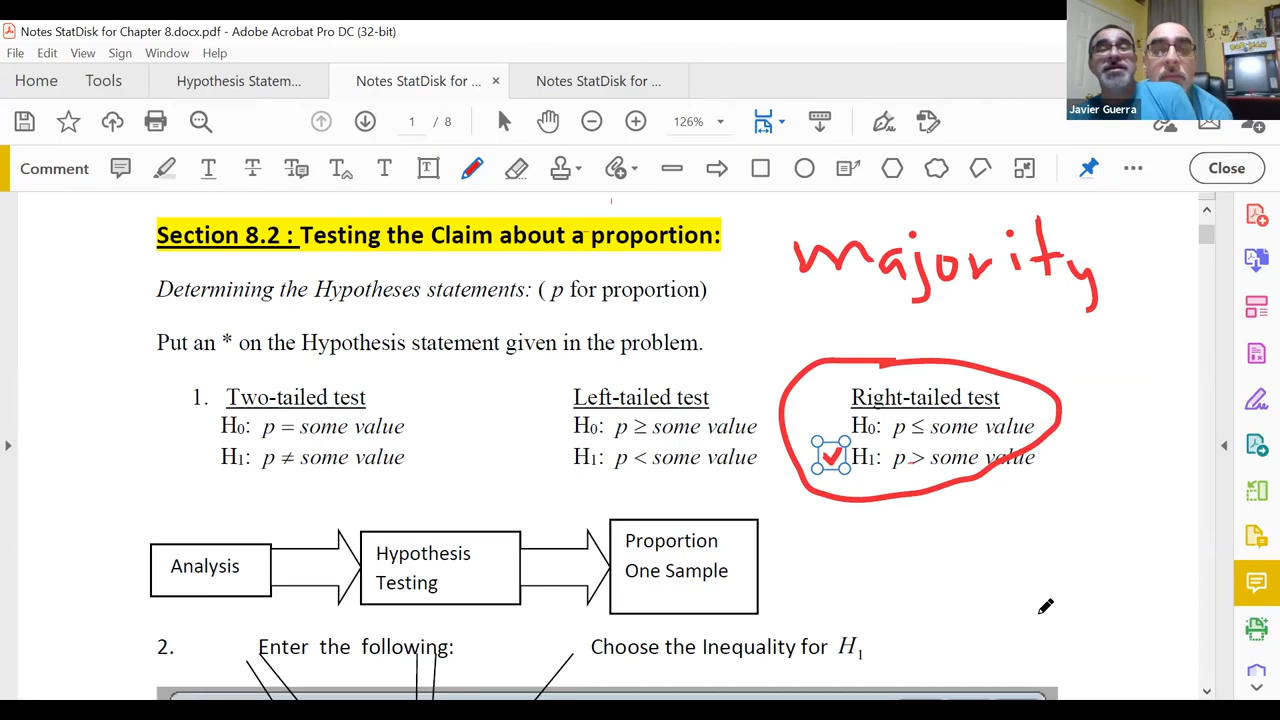 Notes StatDisk for Chapter 8.docx.pdf - Adobe Acrobat Pro DC (32-bit)
File Edit View Sign Window Help
Home Tools Hypothesis Statem... Notes StatDisk for ... × Notes StatDisk for ...
1 / 8 126%
Comment Close
Javier Guerra
Section 8.2 : Testing the Claim about a proportion:
majority
Determining the Hypotheses statements: ( p for proportion)
Put an * on the Hypothesis statement given in the problem.
1. Two-tailed test Left-tailed test Right-tailed test
H0: p = some value H0: p ≥ some value H0: p ≤ some value
H1: p ≠ some value H1: p < some value H1: p > some value
Analysis
Hypothesis
Testing
Proportion
One Sample
2. Enter the following: Choose the Inequality for H1